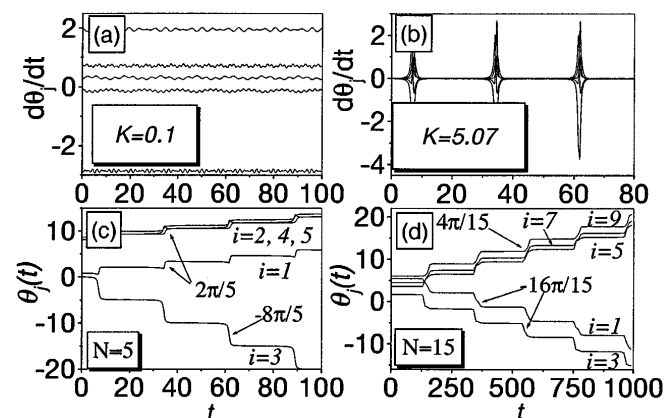 2
0
-2
dθj/dt
(a)
K=0.1
0 20 40 60 80 100
2
0
-2
-4
dθj/dt
(b)
K=5.07
0 20 40 60 80
10
0
-10
-20
θj(t)
(c)
i=2, 4, 5
i=1
2π/5
-8π/5
N=5
i=3
0 20 40 60 80 100
t
20
10
0
-10
θj(t)
(d)
4π/15
i=7
i=9
i=5
-16π/15
i=1
N=15
i=3
0 250 500 750 1000
t